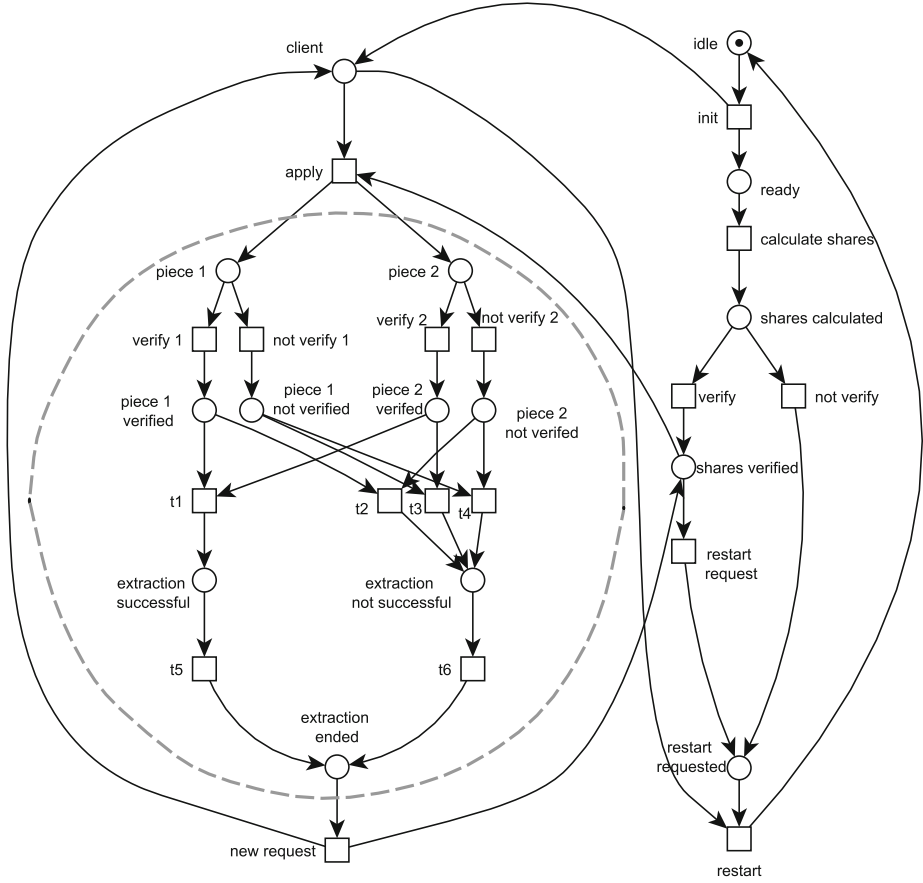 client
idle
init
apply
ready
calculate shares
piece 1
piece 2
shares calculated
verify 1
not verify 1
verify 2
not verify 2
verify
not verify
piece 1
verified
piece 1
not verified
piece 2
verifed
piece 2
not verifed
shares verified
t1
t2
t3
t4
restart
request
extraction
successful
extraction
not successful
t5
t6
extraction
ended
restart
requested
new request
restart